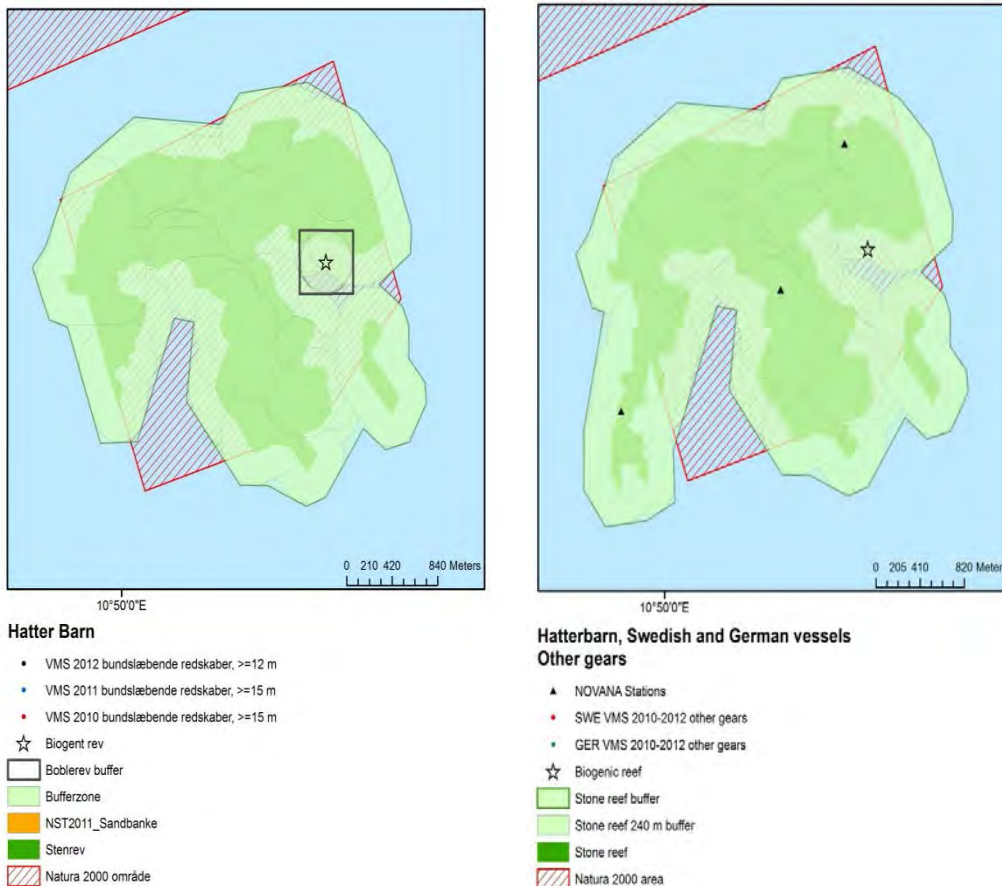 0 210 420 840 Meters
10°50'0"E
Hatter Barn
VMS 2012 bundslæbende redskaber, >=12 m
VMS 2011 bundslæbende redskaber, >=15 m
VMS 2010 bundslæbende redskaber, >=15 m
Biogent rev
Boblerev buffer
Bufferzone
NST2011_Sandbanke
Stenrev
Natura 2000 område
0 205 410 820 Meters
10°50'0"E
Hatterbarn, Swedish and German vessels
Other gears
NOVANA Stations
SWE VMS 2010-2012 other gears
GER VMS 2010-2012 other gears
Biogenic reef
Stone reef buffer
Stone reef 240 m buffer
Stone reef
Natura 2000 area